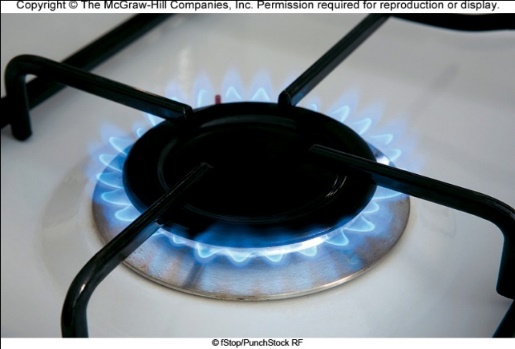 Copyright © The McGraw-Hill Companies, Inc. Permission required for reproduction or display.
© fStop/PunchStock RF